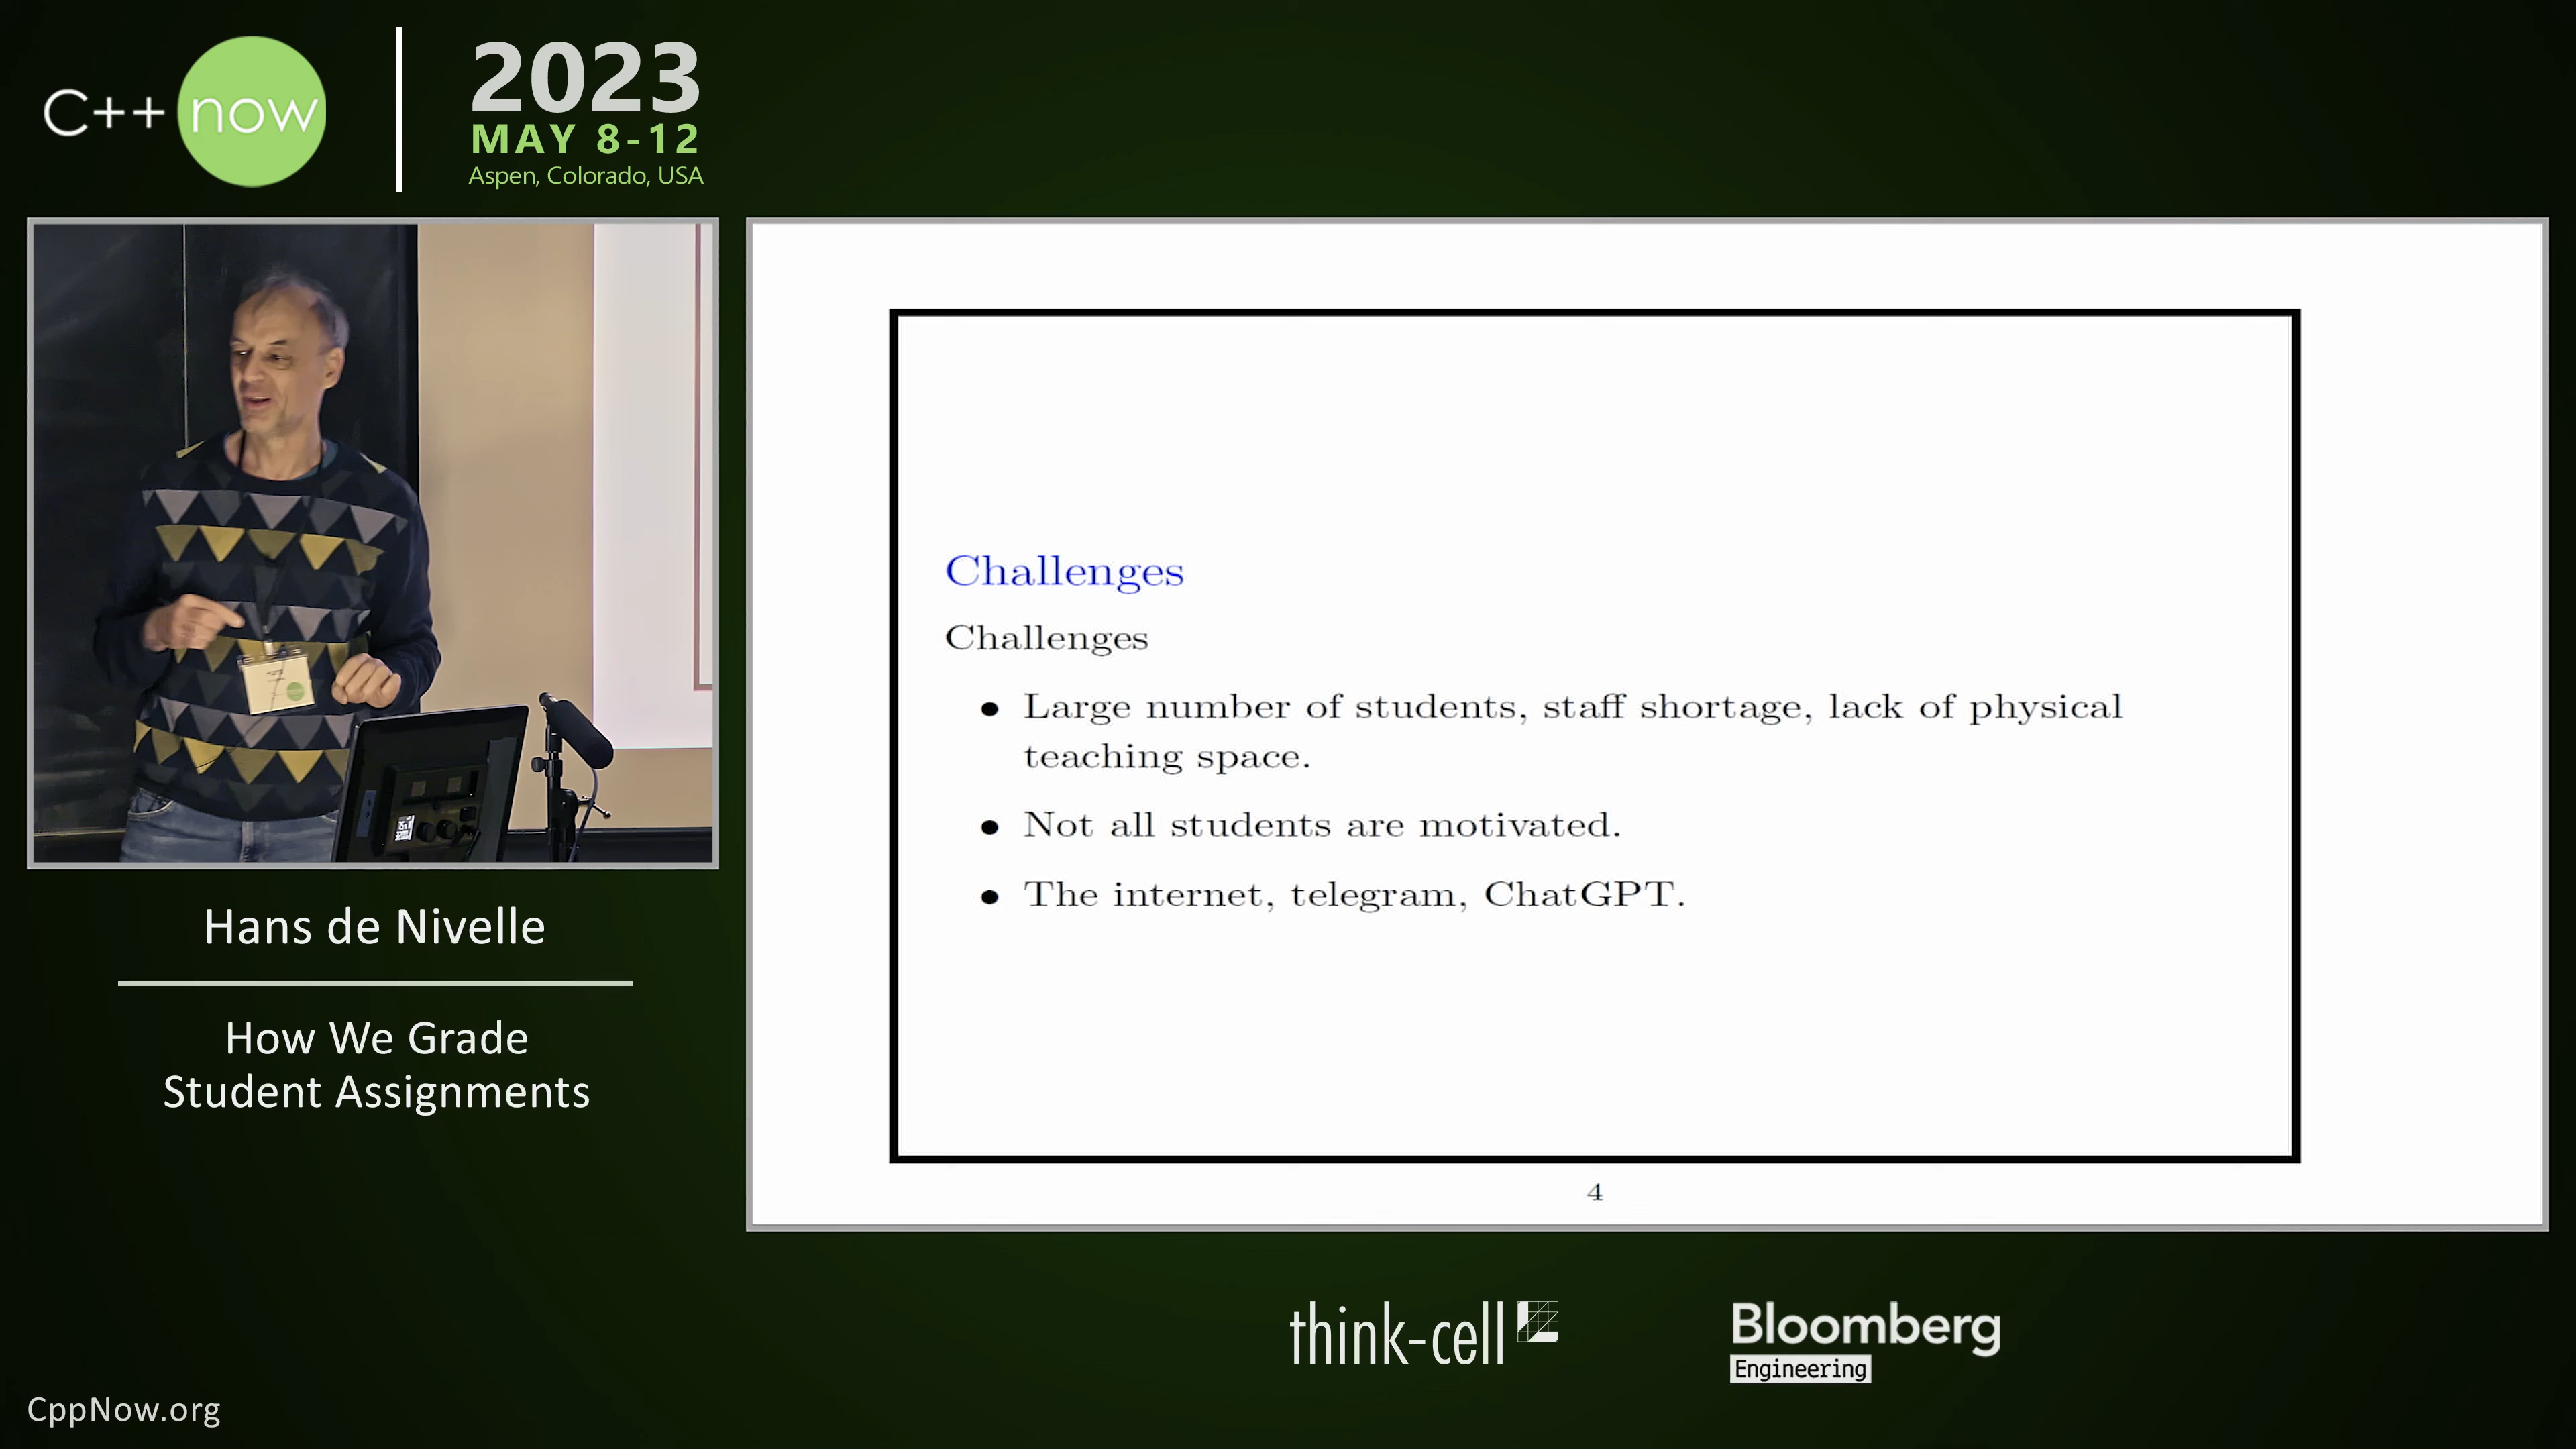 C++ now
2023
MAY 8-12
Aspen, Colorado, USA
Challenges
Challenges
• Large number of students, staff shortage, lack of physical
teaching space.
• Not all students are motivated.
• The internet, telegram, ChatGPT.
4
Hans de Nivelle
How We Grade
Student Assignments
think-cell
Bloomberg
Engineering
CppNow.org